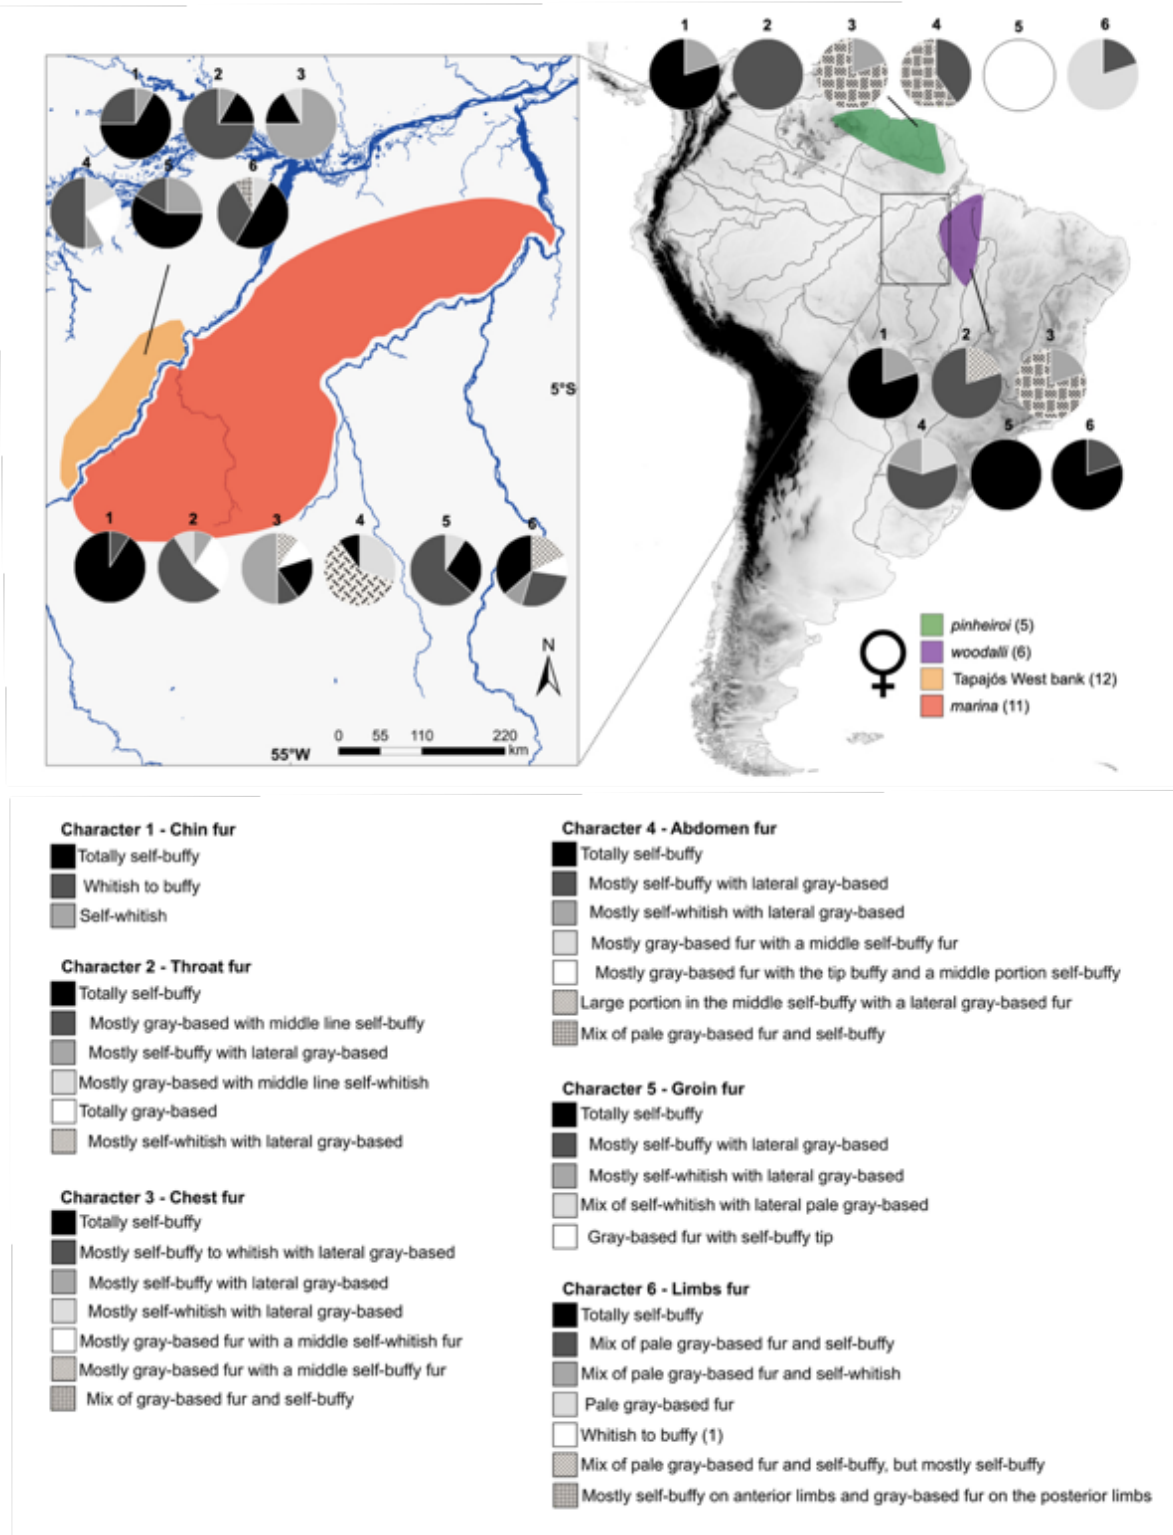 1 2 3 4 5 6
1 2 3
4 5 6
5°S
1 2 3
4 5 6
1 2 3 4 5 6
N
0 55 110 220
km
55°W
pinheiroi (5)
woodalli (6)
Tapajós West bank (12)
marina (11)
Character 1 - Chin fur
Totally self-buffy
Whitish to buffy
Self-whitish
Character 2 - Throat fur
Totally self-buffy
Mostly gray-based with middle line self-buffy
Mostly self-buffy with lateral gray-based
Mostly gray-based with middle line self-whitish
Totally gray-based
Mostly self-whitish with lateral gray-based
Character 3 - Chest fur
Totally self-buffy
Mostly self-buffy to whitish with lateral gray-based
Mostly self-buffy with lateral gray-based
Mostly self-whitish with lateral gray-based
Mostly gray-based fur with a middle self-whitish fur
Mostly gray-based fur with a middle self-buffy fur
Mix of gray-based fur and self-buffy
Character 4 - Abdomen fur
Totally self-buffy
Mostly self-buffy with lateral gray-based
Mostly self-whitish with lateral gray-based
Mostly gray-based fur with a middle self-buffy fur
Mostly gray-based fur with the tip buffy and a middle portion self-buffy
Large portion in the middle self-buffy with a lateral gray-based fur
Mix of pale gray-based fur and self-buffy
Character 5 - Groin fur
Totally self-buffy
Mostly self-buffy with lateral gray-based
Mostly self-whitish with lateral gray-based
Mix of self-whitish with lateral pale gray-based
Gray-based fur with self-buffy tip
Character 6 - Limbs fur
Totally self-buffy
Mix of pale gray-based fur and self-buffy
Mix of pale gray-based fur and self-whitish
Pale gray-based fur
Whitish to buffy (1)
Mix of pale gray-based fur and self-buffy, but mostly self-buffy
Mostly self-buffy on anterior limbs and gray-based fur on the posterior limbs